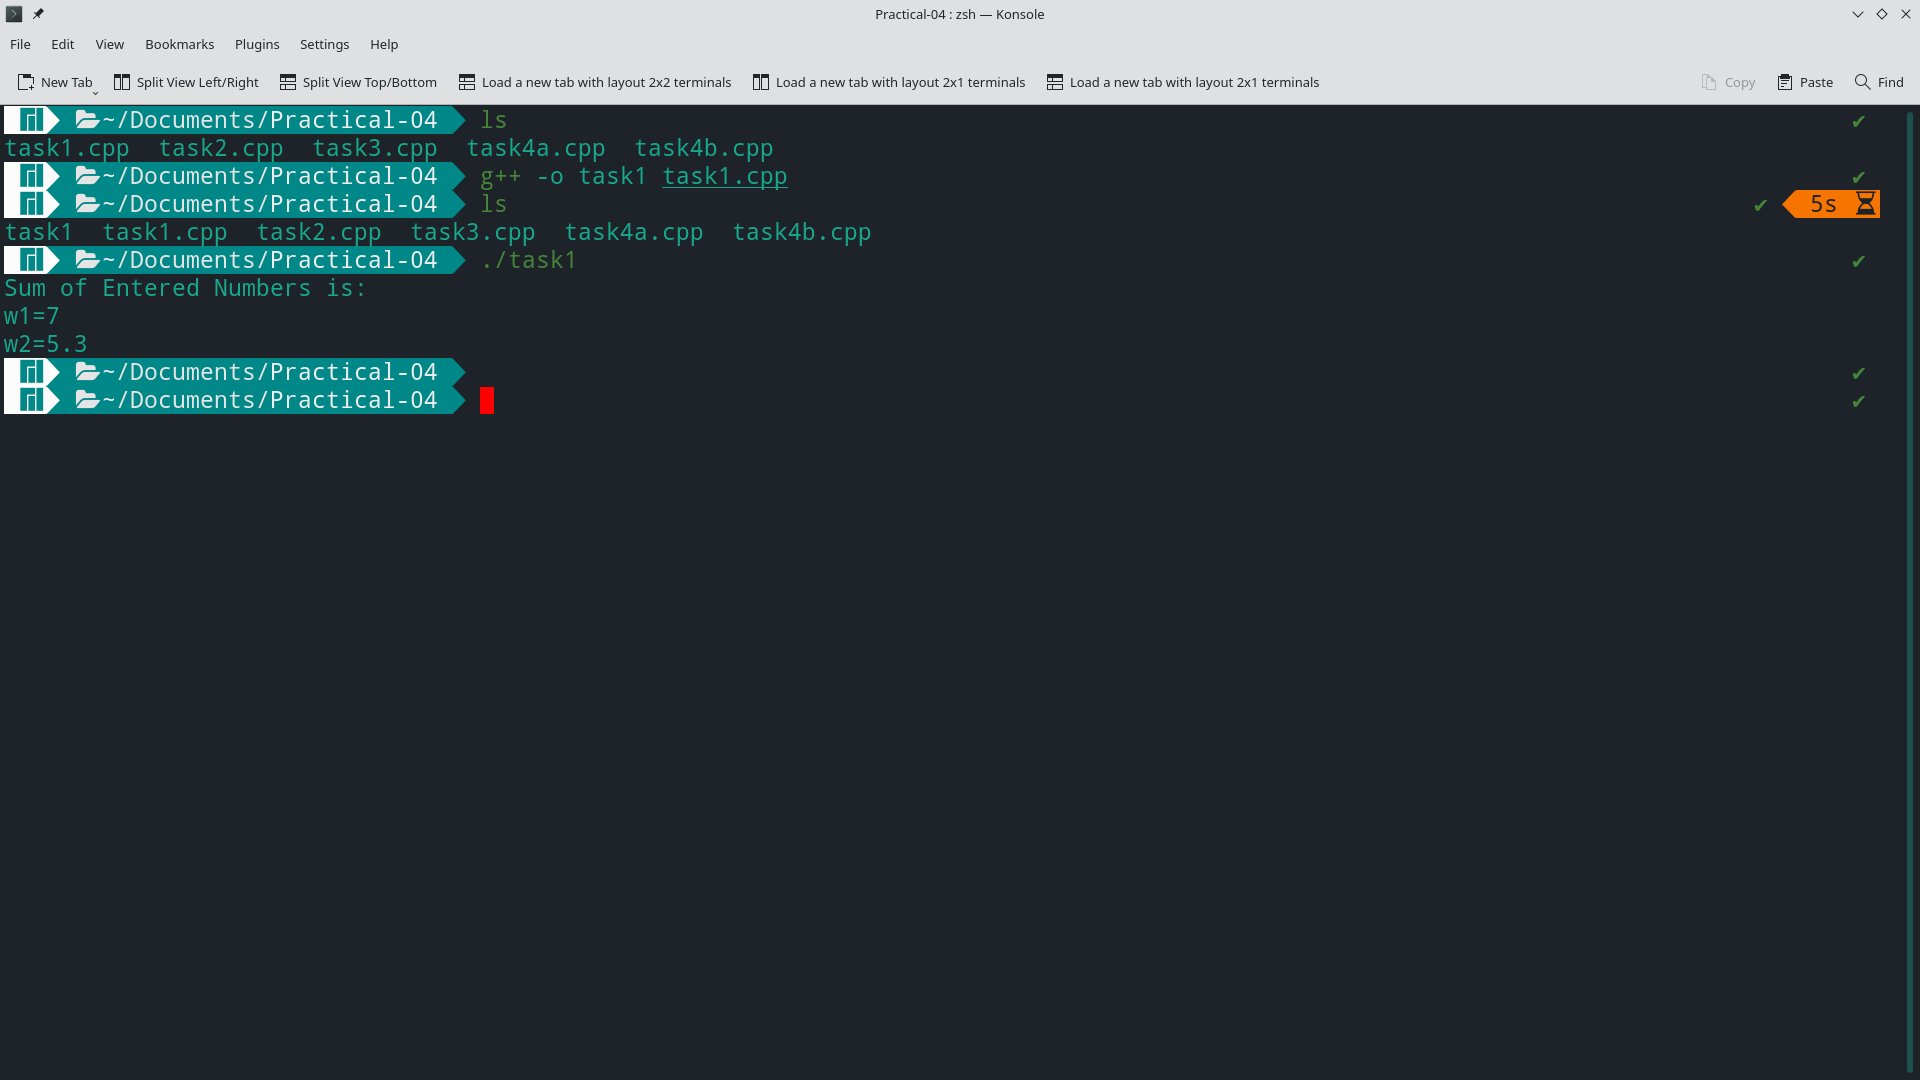 Practical-04 : zsh — Konsole
File Edit View Bookmarks Plugins Settings Help
New Tab Split View Left/Right Split View Top/Bottom Load a new tab with layout 2x2 terminals Load a new tab with layout 2x1 terminals Load a new tab with layout 2x1 terminals Copy Paste Find
~/Documents/Practical-04 ls ✔
task1.cpp task2.cpp task3.cpp task4a.cpp task4b.cpp
~/Documents/Practical-04 g++ -o task1 task1.cpp ✔
~/Documents/Practical-04 ls ✔ 5s
task1 task1.cpp task2.cpp task3.cpp task4a.cpp task4b.cpp
~/Documents/Practical-04 ./task1 ✔
Sum of Entered Numbers is:
w1=7
w2=5.3
~/Documents/Practical-04 ✔
~/Documents/Practical-04 ✔